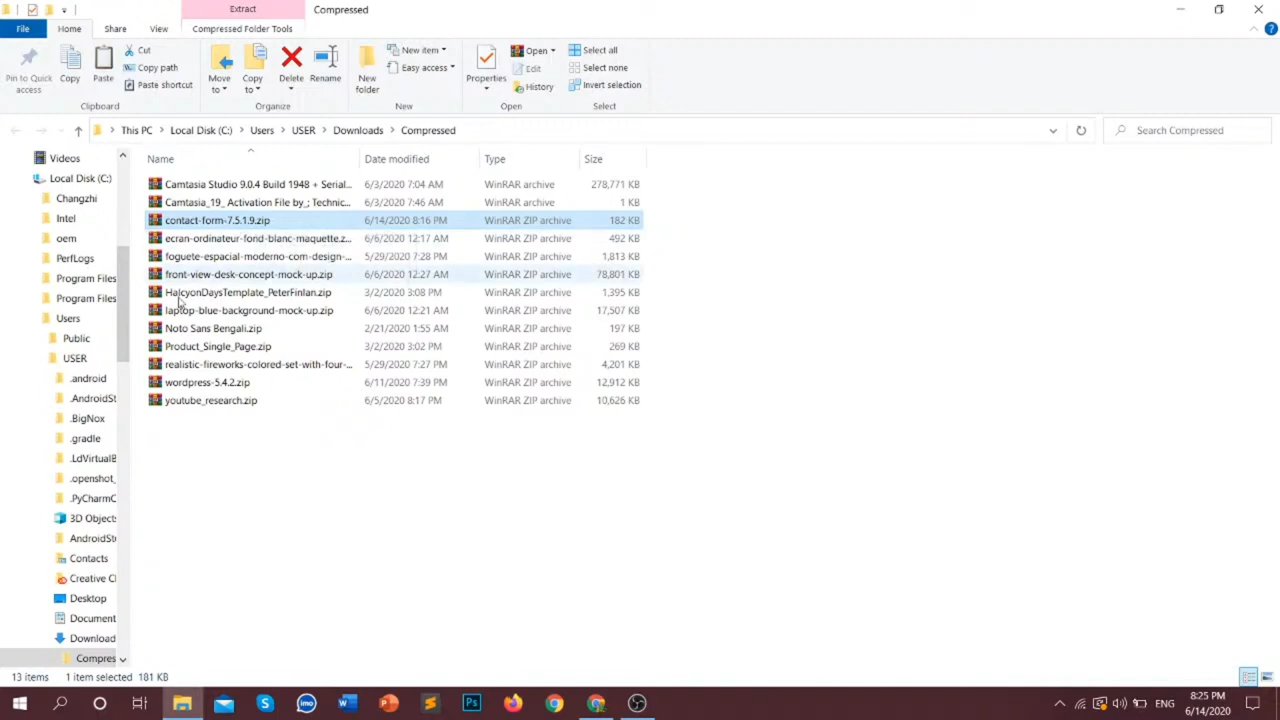 Extract
Compressed
File
Home
Share
View
Compressed Folder Tools
Pin to Quick access
Copy
Paste
Cut
Copy path
Paste shortcut
Clipboard
Move to
Copy to
Delete
Rename
Organize
New folder
New item
Easy access
New
Properties
Open
Edit
History
Open
Select all
Select none
Invert selection
Select
This PC
Local Disk (C:)
Users
USER
Downloads
Compressed
Search Compressed
Videos
Local Disk (C:)
Changzhi
Intel
oem
PerfLogs
Program Files
Program Files
Users
Public
USER
.android
.AndroidSt
.BigNox
.gradle
.LdVirtualB
.openshot_
.PyCharmC
3D Objects
AndroidStu
Contacts
Creative Cl
Desktop
Document
Download
Compres
Name Date modified Type Size
Camtasia Studio 9.0.4 Build 1948 + Serial... 6/3/2020 7:04 AM WinRAR archive 278,771 KB
Camtasia_19_ Activation File by_; Technic... 6/3/2020 7:46 AM WinRAR archive 1 KB
contact-form-7.5.1.9.zip 6/14/2020 8:16 PM WinRAR ZIP archive 182 KB
ecran-ordinateur-fond-blanc-maquette.z... 6/6/2020 12:17 AM WinRAR ZIP archive 492 KB
foguete-espacial-moderno-com-design-... 5/29/2020 7:28 PM WinRAR ZIP archive 1,813 KB
front-view-desk-concept-mock-up.zip 6/6/2020 12:27 AM WinRAR ZIP archive 78,801 KB
HalcyonDaysTemplate_PeterFinlan.zip 3/2/2020 3:08 PM WinRAR ZIP archive 1,395 KB
laptop-blue-background-mock-up.zip 6/6/2020 12:21 AM WinRAR ZIP archive 17,507 KB
Noto Sans Bengali.zip 2/21/2020 1:55 AM WinRAR ZIP archive 197 KB
Product_Single_Page.zip 3/2/2020 3:02 PM WinRAR ZIP archive 269 KB
realistic-fireworks-colored-set-with-four-... 5/29/2020 7:27 PM WinRAR ZIP archive 4,201 KB
wordpress-5.4.2.zip 6/11/2020 7:39 PM WinRAR ZIP archive 12,912 KB
youtube_research.zip 6/5/2020 8:17 PM WinRAR ZIP archive 10,626 KB
13 items 1 item selected 181 KB
imo
W
P
S
Ps
ENG
8:25 PM
6/14/2020